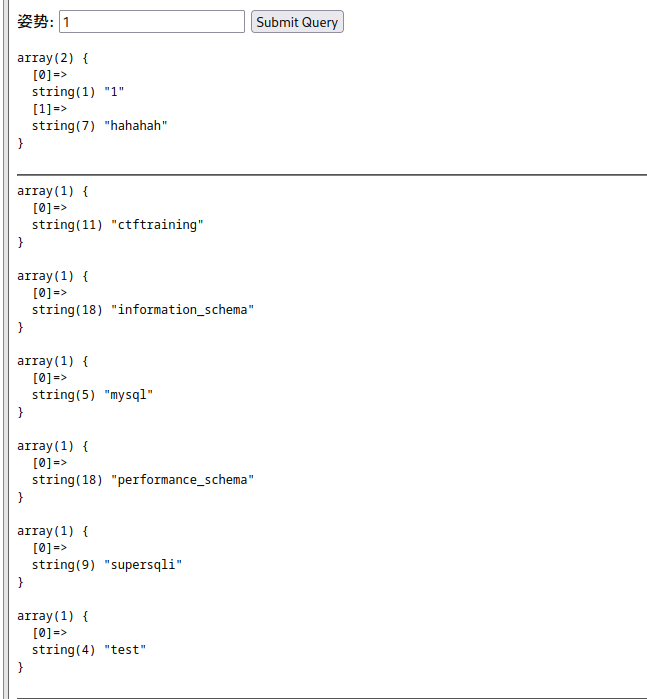 姿势: 1 Submit Query
array(2) {
  [0]=>
  string(1) "1"
  [1]=>
  string(7) "hahahah"
}
array(1) {
  [0]=>
  string(11) "ctftraining"
}
array(1) {
  [0]=>
  string(18) "information_schema"
}
array(1) {
  [0]=>
  string(5) "mysql"
}
array(1) {
  [0]=>
  string(18) "performance_schema"
}
array(1) {
  [0]=>
  string(9) "supersqli"
}
array(1) {
  [0]=>
  string(4) "test"
}